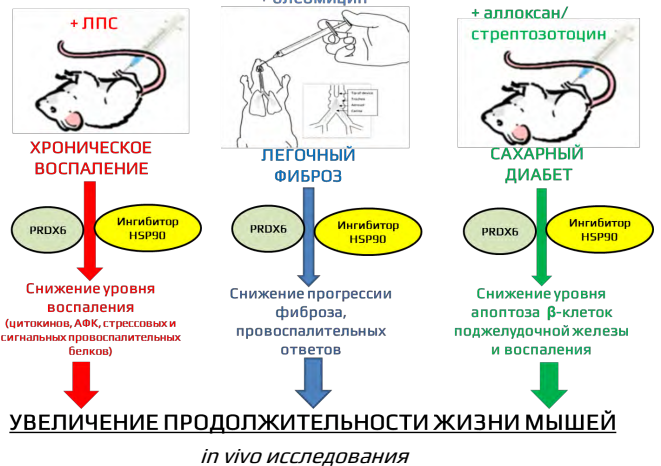 + ЛПС
+ аллоксан/
стрептозотоцин
ХРОНИЧЕСКОЕ
ВОСПАЛЕНИЕ
ЛЕГОЧНЫЙ
ФИБРОЗ
САХАРНЫЙ
ДИАБЕТ
PRDX6
Ингибитор
HSP90
PRDX6
Ингибитор
HSP90
PRDX6
Ингибитор
HSP90
Снижение уровня
воспаления
(цитокинов, АФК, стрессовых и
сигнальных провоспалительных
белков)
Снижение прогрессии
фиброза,
провоспалительных
ответов
Снижение уровня
апоптоза β-клеток
поджелудочной железы
и воспаления
УВЕЛИЧЕНИЕ ПРОДОЛЖИТЕЛЬНОСТИ ЖИЗНИ МЫШЕЙ
in vivo исследования